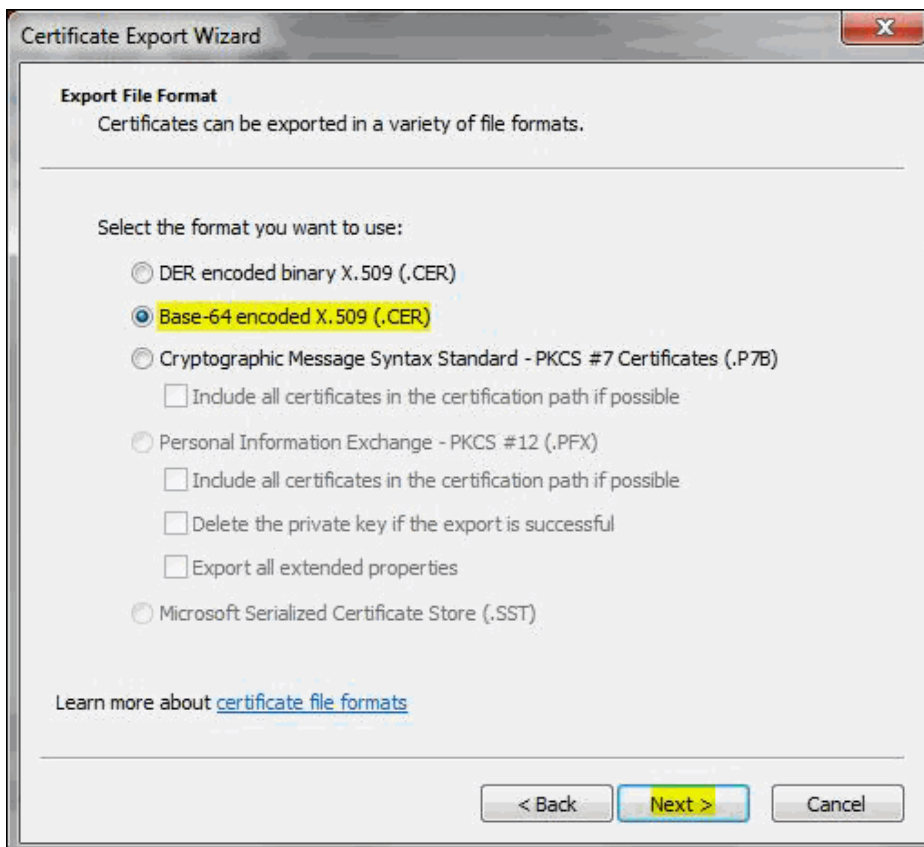 Certificate Export Wizard
Export File Format
Certificates can be exported in a variety of file formats.
Select the format you want to use:
DER encoded binary X.509 (.CER)
Base-64 encoded X.509 (.CER)
Cryptographic Message Syntax Standard - PKCS #7 Certificates (.P7B)
Include all certificates in the certification path if possible
Personal Information Exchange - PKCS #12 (.PFX)
Include all certificates in the certification path if possible
Delete the private key if the export is successful
Export all extended properties
Microsoft Serialized Certificate Store (.SST)
Learn more about certificate file formats
< Back Next > Cancel